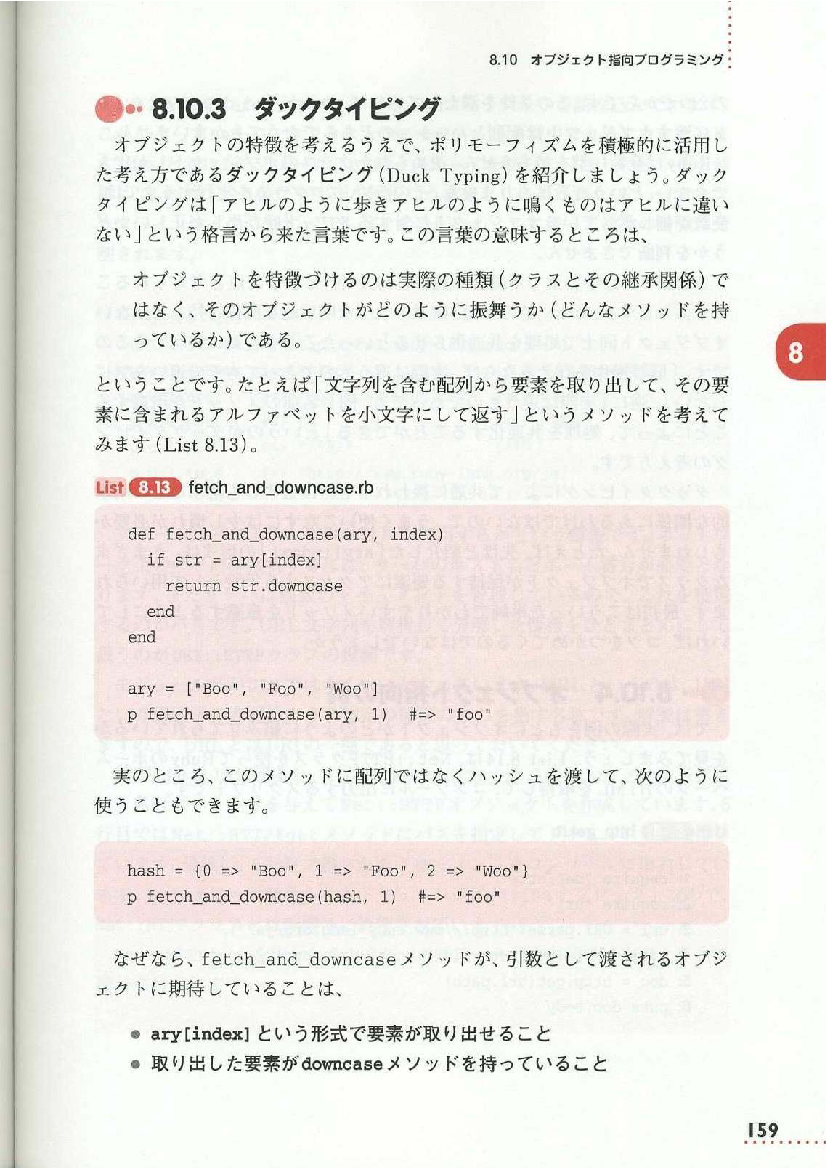 8.10 オブジェクト指向プログラミング
8.10.3 ダックタイピング
オブジェクトの特徴を考えるうえで、ポリモーフィズムを積極的に活用し
た考え方であるダックタイピング(Duck Typing)を紹介しましょう。ダック
タイピングは「アヒルのように歩きアヒルのように鳴くものはアヒルに違い
ない」という格言から来た言葉です。この言葉の意味するところは、
オブジェクトを特徴づけるのは実際の種類(クラスとその継承関係)で
はなく、そのオブジェクトがどのように振舞うか(どんなメソッドを持
っているか)である。
ということです。たとえば「文字列を含む配列から要素を取り出して、その要
素に含まれるアルファベットを小文字にして返す」というメソッドを考えて
みます(List 8.13)。
8
List 8.13 fetch_and_downcase.rb
def fetch_and_downcase(ary, index)
  if str = ary[index]
    return str.downcase
  end
end
ary = ["Boo", "Foo", "Woo"]
p fetch_and_downcase(ary, 1)  #=> "foo"
実のところ、このメソッドに配列ではなくハッシュを渡して、次のように
使うこともできます。
hash = {0 => "Boo", 1 => "Foo", 2 => "Woo"}
p fetch_and_downcase(hash, 1)  #=> "foo"
なぜなら、fetch_and_downcaseメソッドが、引数として渡されるオブジ
ェクトに期待していることは、
● ary[index] という形式で要素が取り出せること
● 取り出した要素がdowncaseメソッドを持っていること
159